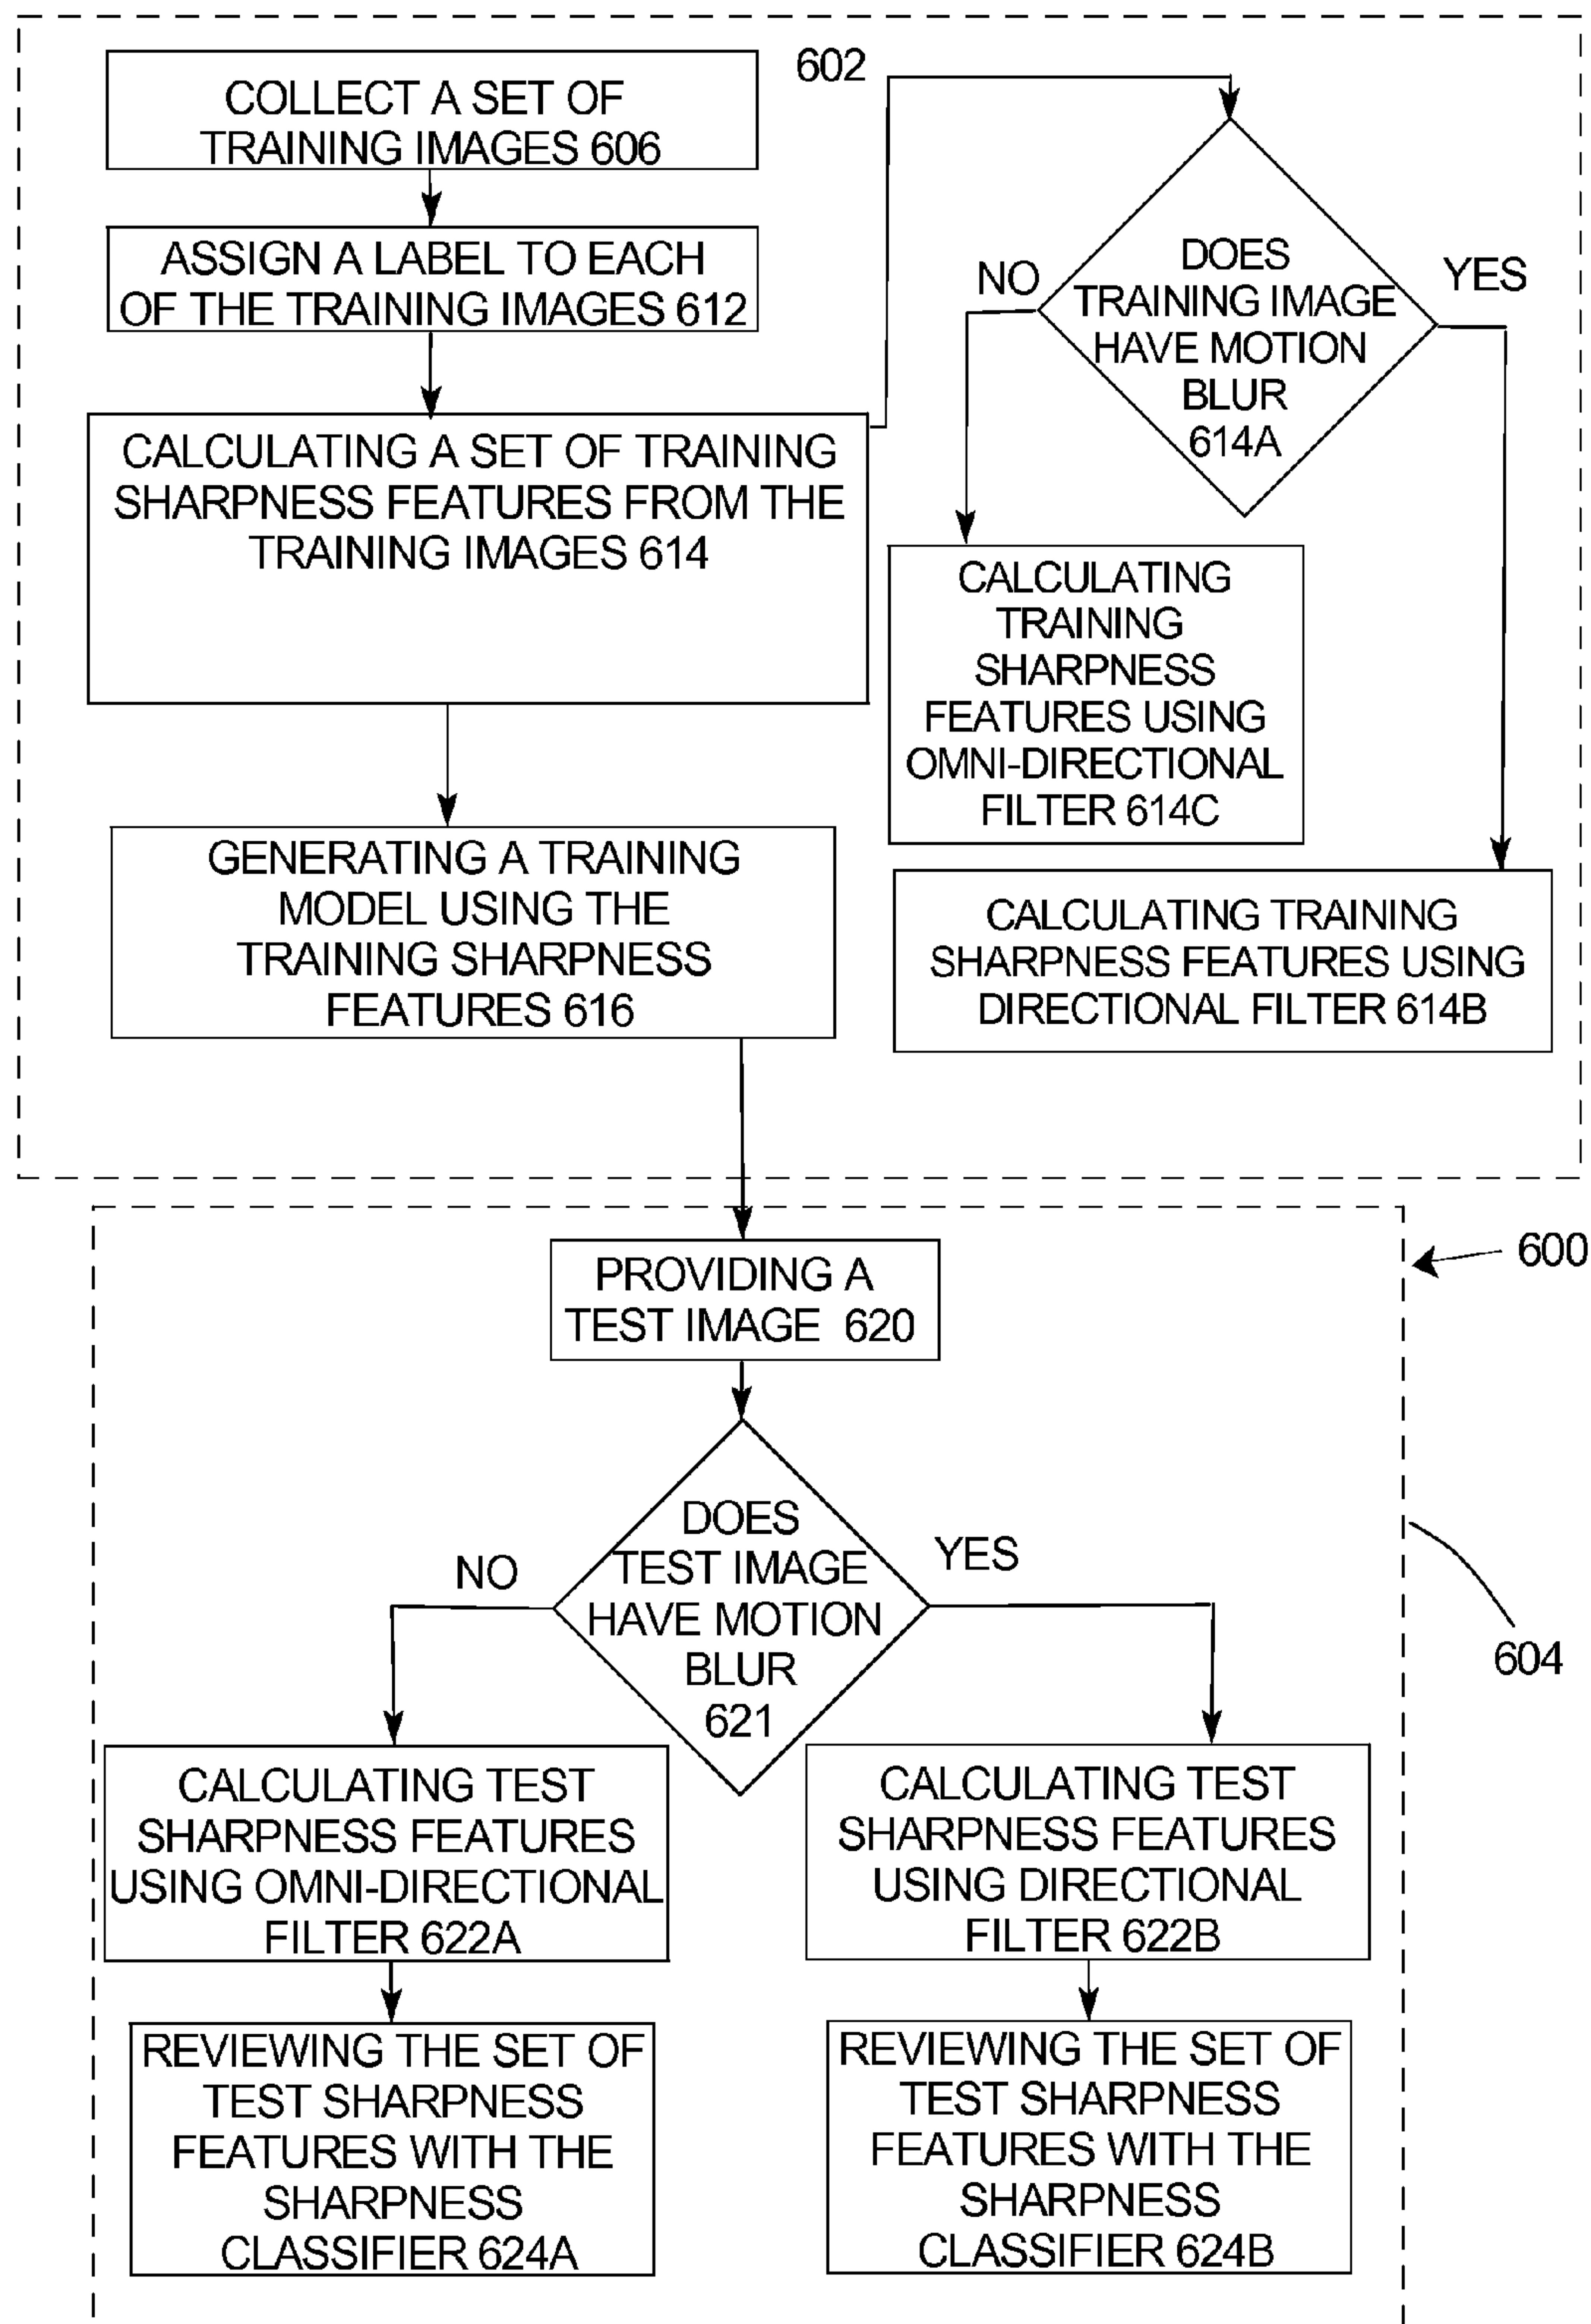 COLLECT A SET OF
TRAINING IMAGES 606
ASSIGN A LABEL TO EACH
OF THE TRAINING IMAGES 612
CALCULATING A SET OF TRAINING
SHARPNESS FEATURES FROM THE
TRAINING IMAGES 614
GENERATING A TRAINING
MODEL USING THE
TRAINING SHARPNESS
FEATURES 616
602
DOES
TRAINING IMAGE
HAVE MOTION
BLUR
614A
NO
YES
CALCULATING
TRAINING
SHARPNESS
FEATURES USING
OMNI-DIRECTIONAL
FILTER 614C
CALCULATING TRAINING
SHARPNESS FEATURES USING
DIRECTIONAL FILTER 614B
PROVIDING A
TEST IMAGE 620
600
DOES
TEST IMAGE
HAVE MOTION
BLUR
621
NO
YES
604
CALCULATING TEST
SHARPNESS FEATURES
USING OMNI-DIRECTIONAL
FILTER 622A
CALCULATING TEST
SHARPNESS FEATURES
USING DIRECTIONAL
FILTER 622B
REVIEWING THE SET OF
TEST SHARPNESS
FEATURES WITH THE
SHARPNESS
CLASSIFIER 624A
REVIEWING THE SET OF
TEST SHARPNESS
FEATURES WITH THE
SHARPNESS
CLASSIFIER 624B